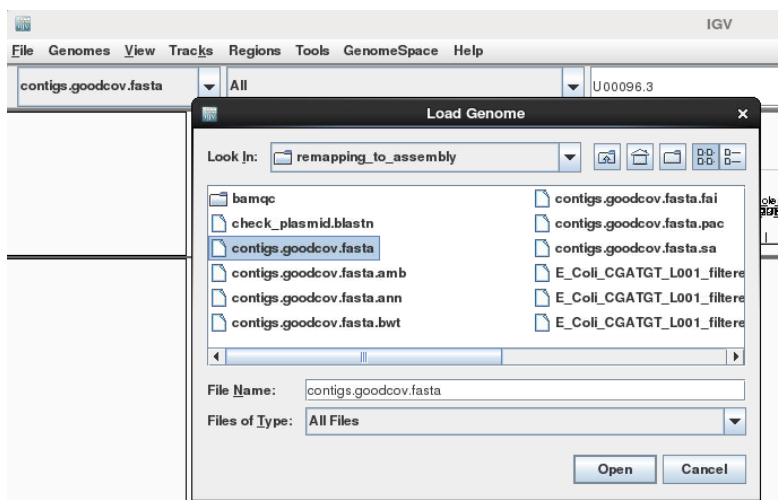 IGV
File Genomes View Tracks Regions Tools GenomeSpace Help
contigs.goodcov.fasta All U00096.3
Load Genome
Look In: remapping_to_assembly
bamqc contigs.goodcov.fasta.fai
check_plasmid.blastn contigs.goodcov.fasta.pac
contigs.goodcov.fasta contigs.goodcov.fasta.sa
contigs.goodcov.fasta.amb E_Coli_CGATGT_L001_filtere
contigs.goodcov.fasta.ann E_Coli_CGATGT_L001_filtere
contigs.goodcov.fasta.bwt E_Coli_CGATGT_L001_filtere
File Name: contigs.goodcov.fasta
Files of Type: All Files
Open Cancel